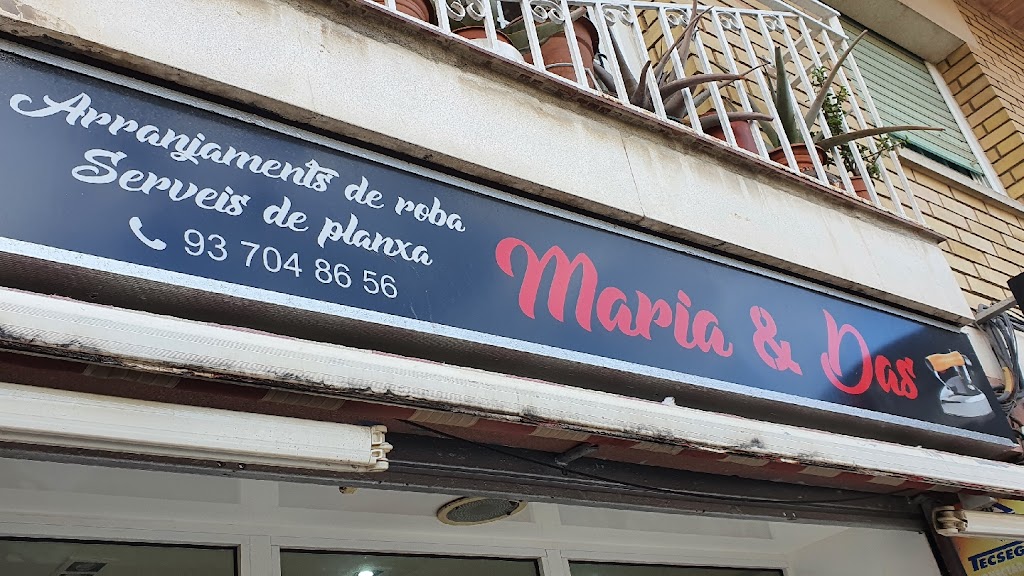 Arranjaments de roba
Serveis de planxa
93 704 86 56
Maria & Das
TECSEG